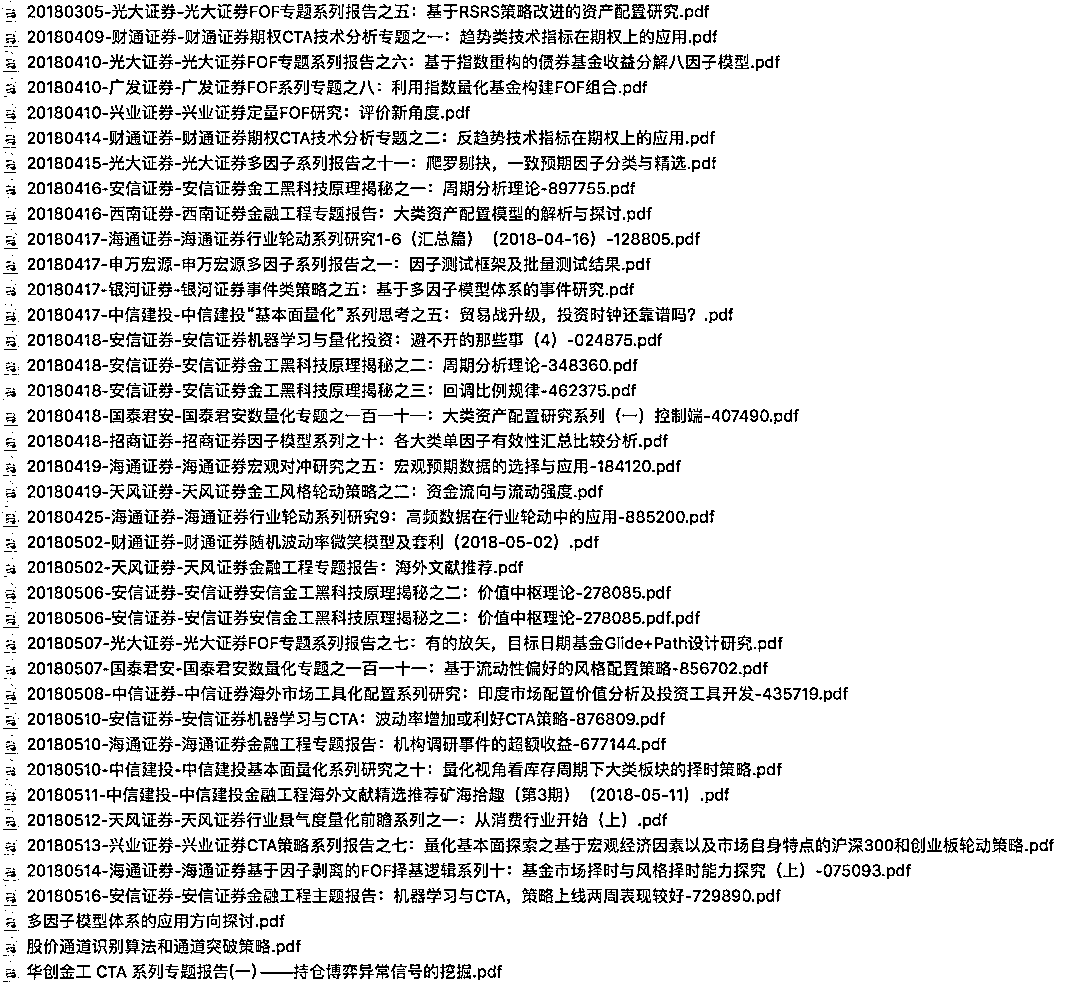 20180305-光大证券-光大证券FOF专题系列报告之五：基于RSRS策略改进的资产配置研究.pdf
20180409-财通证券-财通证券期权CTA技术分析专题之一：趋势类技术指标在期权上的应用.pdf
20180410-光大证券-光大证券FOF专题系列报告之六：基于指数重构的债券基金收益分解八因子模型.pdf
20180410-广发证券-广发证券FOF系列专题之八：利用指数量化基金构建FOF组合.pdf
20180410-兴业证券-兴业证券定量FOF研究：评价新角度.pdf
20180414-财通证券-财通证券期权CTA技术分析专题之二：反趋势技术指标在期权上的应用.pdf
20180415-光大证券-光大证券多因子系列报告之十一：爬罗剔抉，一致预期因子分类与精选.pdf
20180416-安信证券-安信证券金工黑科技原理揭秘之一：周期分析理论-897755.pdf
20180416-西南证券-西南证券金融工程专题报告：大类资产配置模型的解析与探讨.pdf
20180417-海通证券-海通证券行业轮动系列研究1-6（汇总篇）（2018-04-16）-128805.pdf
20180417-申万宏源-申万宏源多因子系列报告之一：因子测试框架及批量测试结果.pdf
20180417-银河证券-银河证券事件类策略之五：基于多因子模型体系的事件研究.pdf
20180417-中信建投-中信建投“基本面量化”系列思考之五：贸易战升级，投资时钟还靠谱吗？.pdf
20180418-安信证券-安信证券机器学习与量化投资：避不开的那些事（4）-024875.pdf
20180418-安信证券-安信证券金工黑科技原理揭秘之二：周期分析理论-348360.pdf
20180418-安信证券-安信证券金工黑科技原理揭秘之三：回调比例规律-462375.pdf
20180418-国泰君安-国泰君安数量化专题之一百一十一：大类资产配置研究系列（一）控制端-407490.pdf
20180418-招商证券-招商证券因子模型系列之十：各大类单因子有效性汇总比较分析.pdf
20180419-海通证券-海通证券宏观对冲研究之五：宏观预期数据的选择与应用-184120.pdf
20180419-天风证券-天风证券金工风格轮动策略之二：资金流向与流动强度.pdf
20180425-海通证券-海通证券行业轮动系列研究9：高频数据在行业轮动中的应用-885200.pdf
20180502-财通证券-财通证券随机波动率微笑模型及套利（2018-05-02）.pdf
20180502-天风证券-天风证券金融工程专题报告：海外文献推荐.pdf
20180506-安信证券-安信证券安信金工黑科技原理揭秘之二：价值中枢理论-278085.pdf
20180506-安信证券-安信证券安信金工黑科技原理揭秘之二：价值中枢理论-278085.pdf.pdf
20180507-光大证券-光大证券FOF专题系列报告之七：有的放矢，目标日期基金Glide+Path设计研究.pdf
20180507-国泰君安-国泰君安数量化专题之一百一十一：基于流动性偏好的风格配置策略-856702.pdf
20180508-中信证券-中信证券海外市场工具化配置系列研究：印度市场配置价值分析及投资工具开发-435719.pdf
20180510-安信证券-安信证券机器学习与CTA：波动率增加或利好CTA策略-876809.pdf
20180510-海通证券-海通证券金融工程专题报告：机构调研事件的超额收益-677144.pdf
20180510-中信建投-中信建投基本面量化系列研究之十：量化视角看库存周期下大类板块的择时策略.pdf
20180511-中信建投-中信建投金融工程海外文献精选推荐矿海拾趣（第3期）（2018-05-11）.pdf
20180512-天风证券-天风证券行业景气度量化前瞻系列之一：从消费行业开始（上）.pdf
20180513-兴业证券-兴业证券CTA策略系列报告之七：量化基本面探索之基于宏观经济因素以及市场自身特点的沪深300和创业板轮动策略.pdf
20180514-海通证券-海通证券基于因子剥离的FOF择基逻辑系列十：基金市场择时与风格择时能力探究（上）-075093.pdf
20180516-安信证券-安信证券金融工程主题报告：机器学习与CTA，策略上线两周表现较好-729890.pdf
多因子模型体系的应用方向探讨.pdf
股价通道识别算法和通道突破策略.pdf
华创金工 CTA 系列专题报告(一)——持仓博弈异常信号的挖掘.pdf